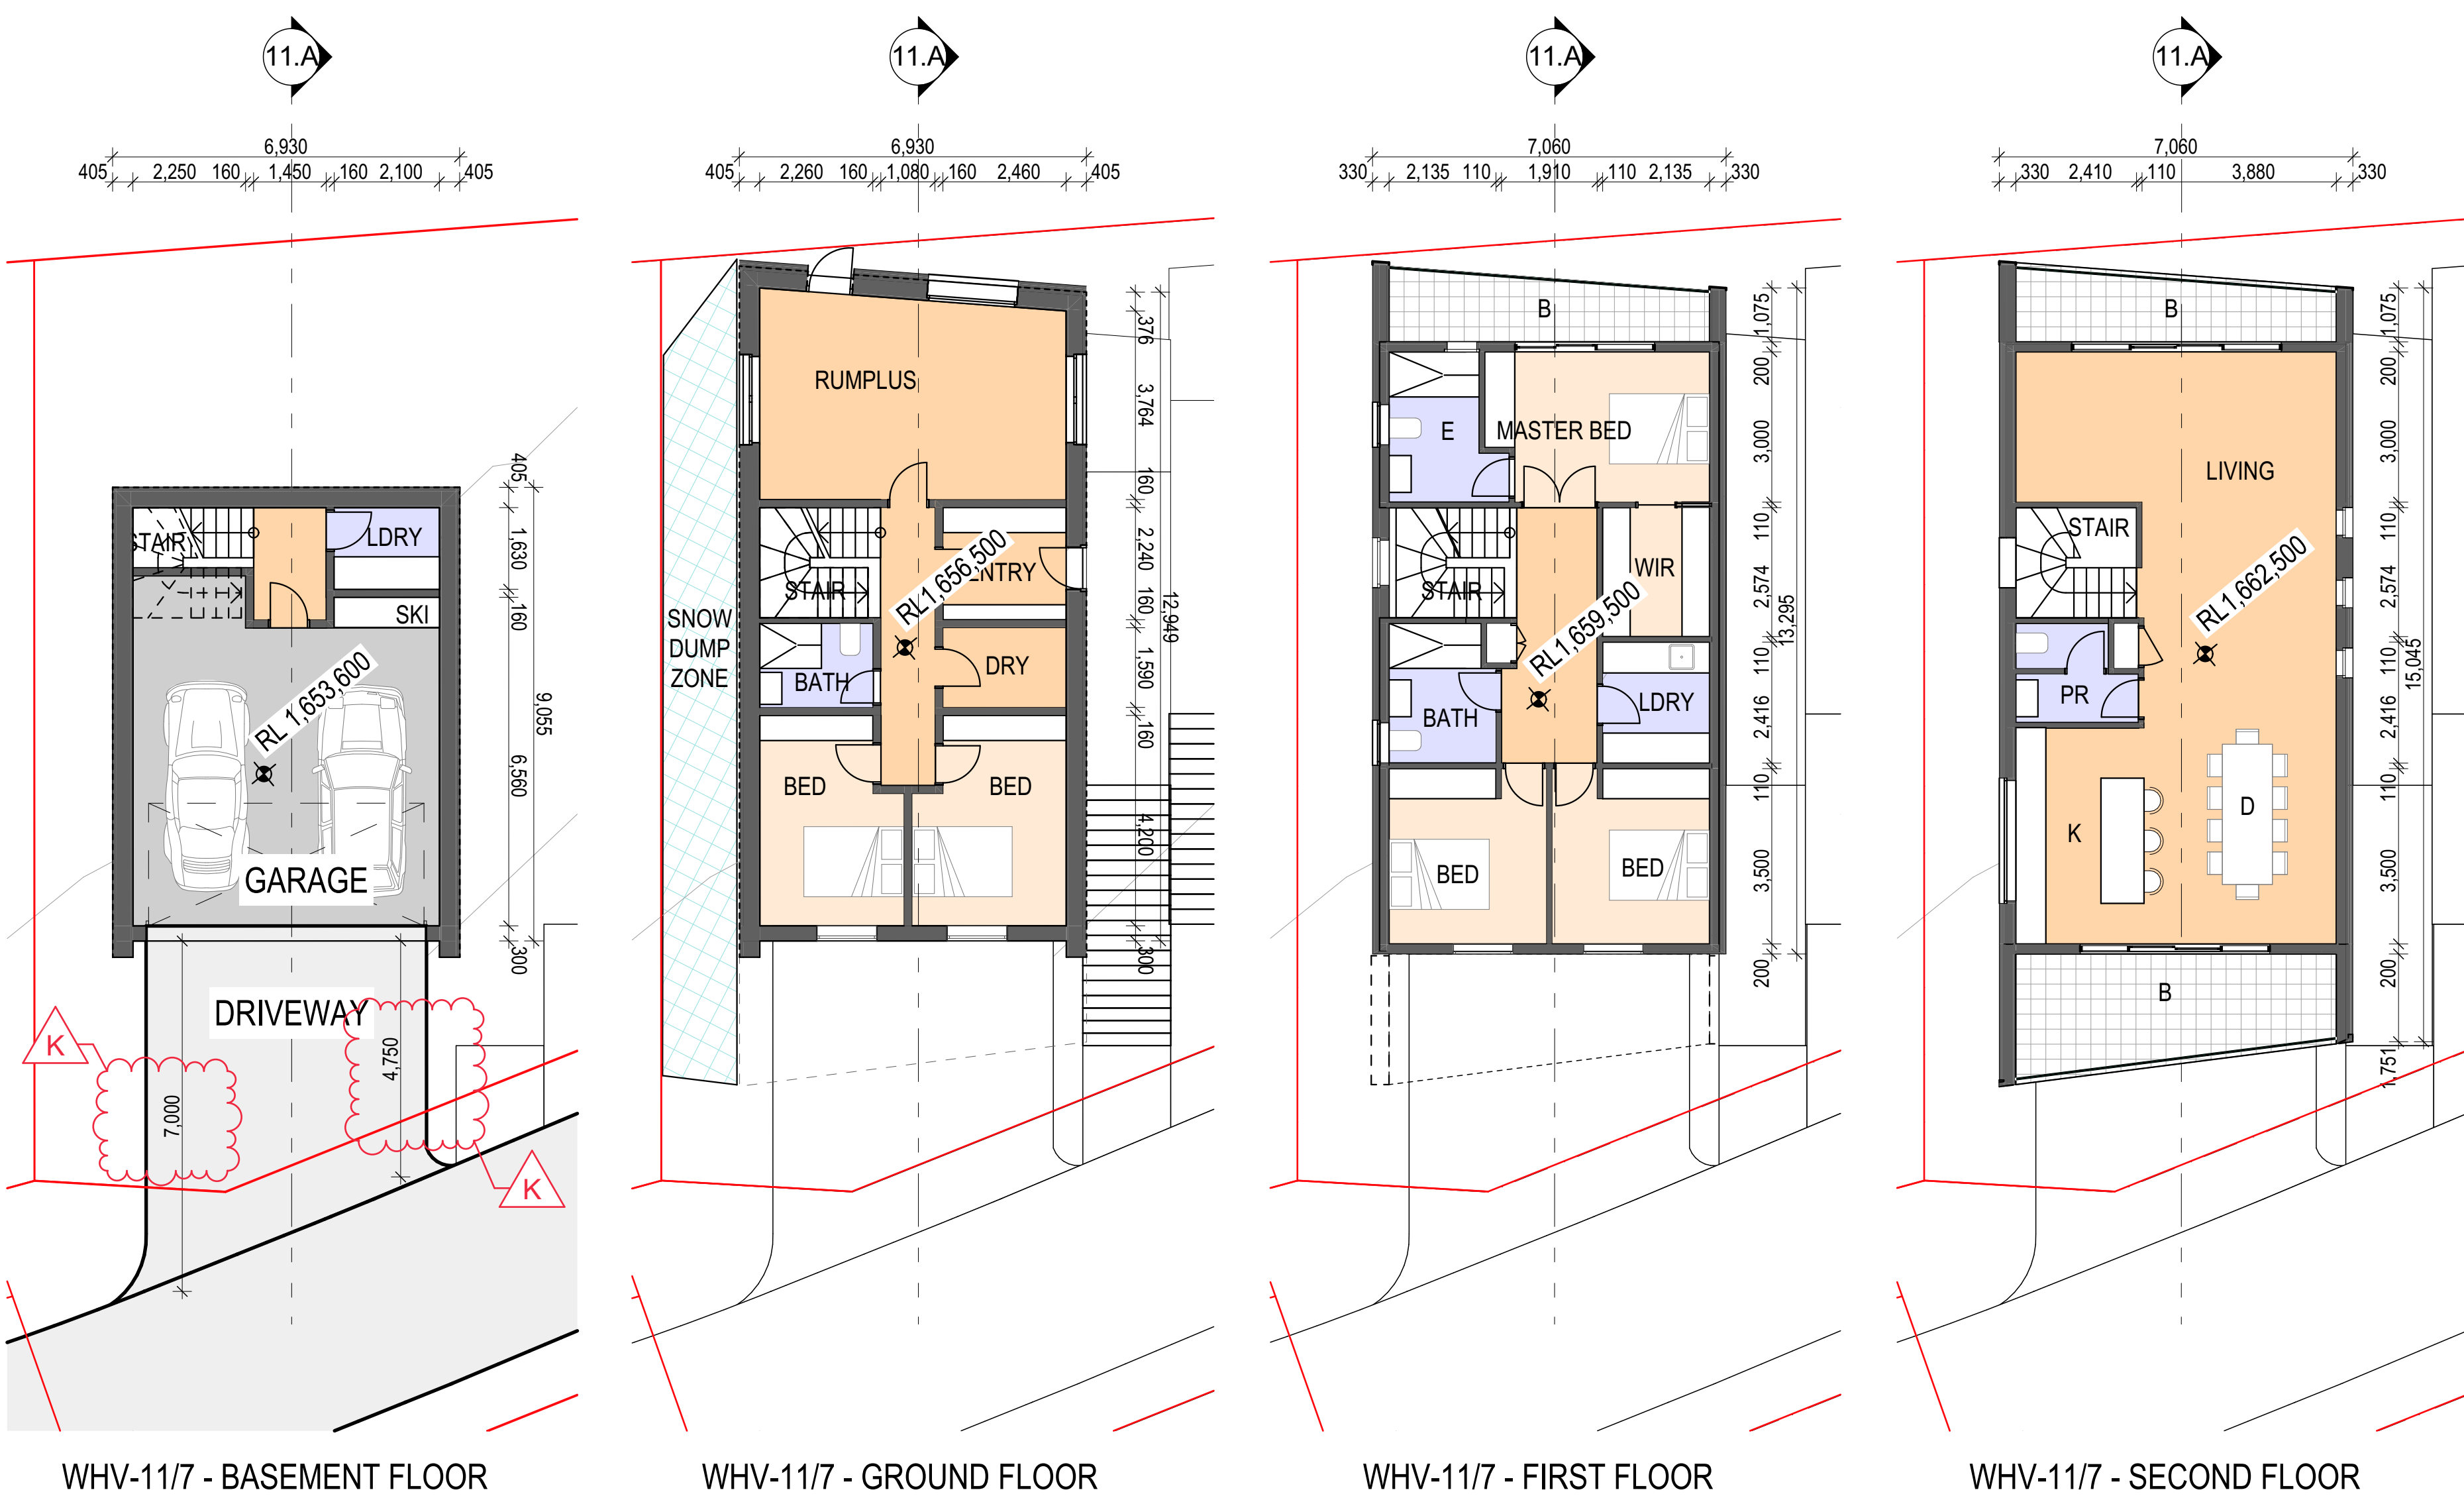 11.A
6,930
405 2,250 160 1,450 160 2,100 405
STAIR
LDRY
SKI
RL 1,653,600
GARAGE
DRIVEWAY
K
K
7,000
4,750
405
1,630
160
6,560
300
9,055
WHV-11/7 - BASEMENT FLOOR
11.A
6,930
405 2,260 160 1,080 160 2,460 405
RUMPLUS
SNOW
DUMP
ZONE
STAIR
ENTRY
RL1,656,500
BATH
DRY
BED
BED
376
3,764
160
2,240
160
1,590
160
4,200
300
12,949
WHV-11/7 - GROUND FLOOR
11.A
7,060
330 2,135 110 1,910 110 2,135 330
B
E
MASTER BED
STAIR
WIR
RL1,659,500
BATH
LDRY
BED
BED
1,075
200
3,000
110
2,574
110
2,416
110
3,500
200
13,295
WHV-11/7 - FIRST FLOOR
11.A
7,060
330 2,410 110 3,880 330
B
LIVING
STAIR
RL1,662,500
PR
K
D
B
1,075
200
3,000
110
2,574
110
2,416
110
3,500
200
1,751
15,045
WHV-11/7 - SECOND FLOOR